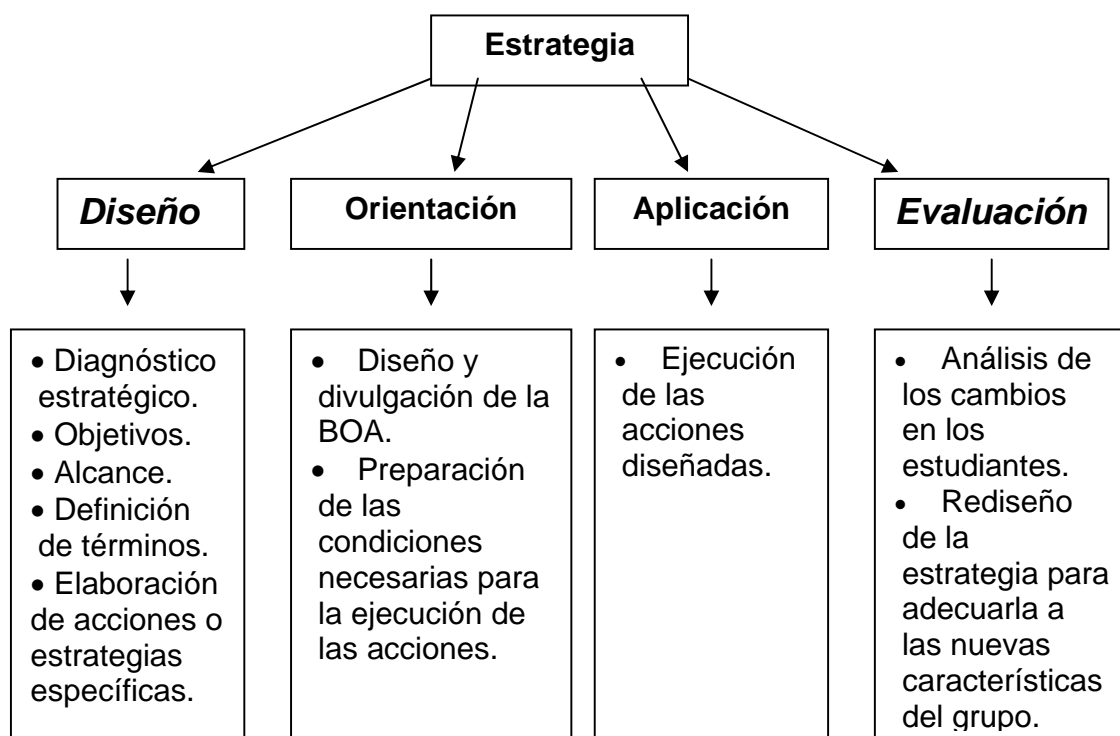 Estrategia
Diseño
Orientación
Aplicación
Evaluación
• Diagnóstico
estratégico.
• Objetivos.
• Alcance.
• Definición
de términos.
• Elaboración
de acciones o
estrategias
específicas.
• Diseño y
divulgación de la
BOA.
• Preparación
de las
condiciones
necesarias para
la ejecución de
las acciones.
• Ejecución
de las
acciones
diseñadas.
• Análisis de
los cambios
en los
estudiantes.
• Rediseño
de la
estrategia para
adecuarla a
las nuevas
características
del grupo.